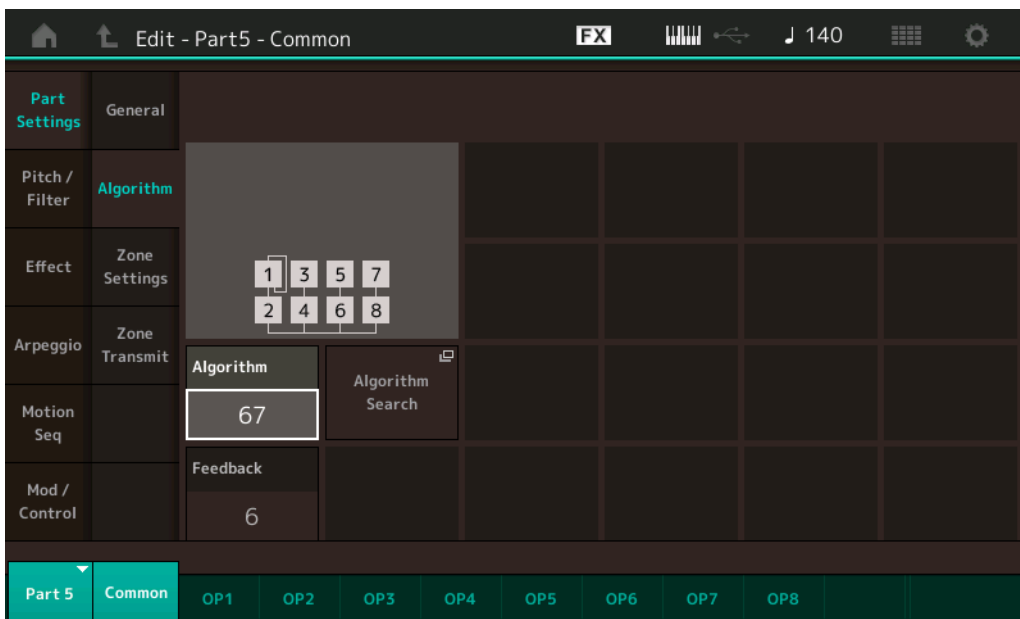 Edit - Part5 - Common
FX
♩ 140
Part
Settings
General
Pitch /
Filter
Algorithm
Effect
Zone
Settings
Arpeggio
Zone
Transmit
Motion
Seq
Mod /
Control
1 3 5 7
2 4 6 8
Algorithm
67
Algorithm
Search
Feedback
6
Part 5
Common
OP1
OP2
OP3
OP4
OP5
OP6
OP7
OP8